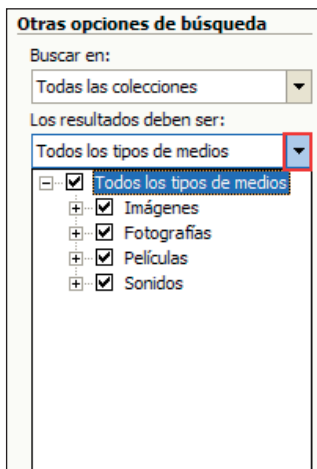 Otras opciones de búsqueda
Buscar en:
Todas las colecciones
Los resultados deben ser:
Todos los tipos de medios
Todos los tipos de medios
Imágenes
Fotografías
Películas
Sonidos